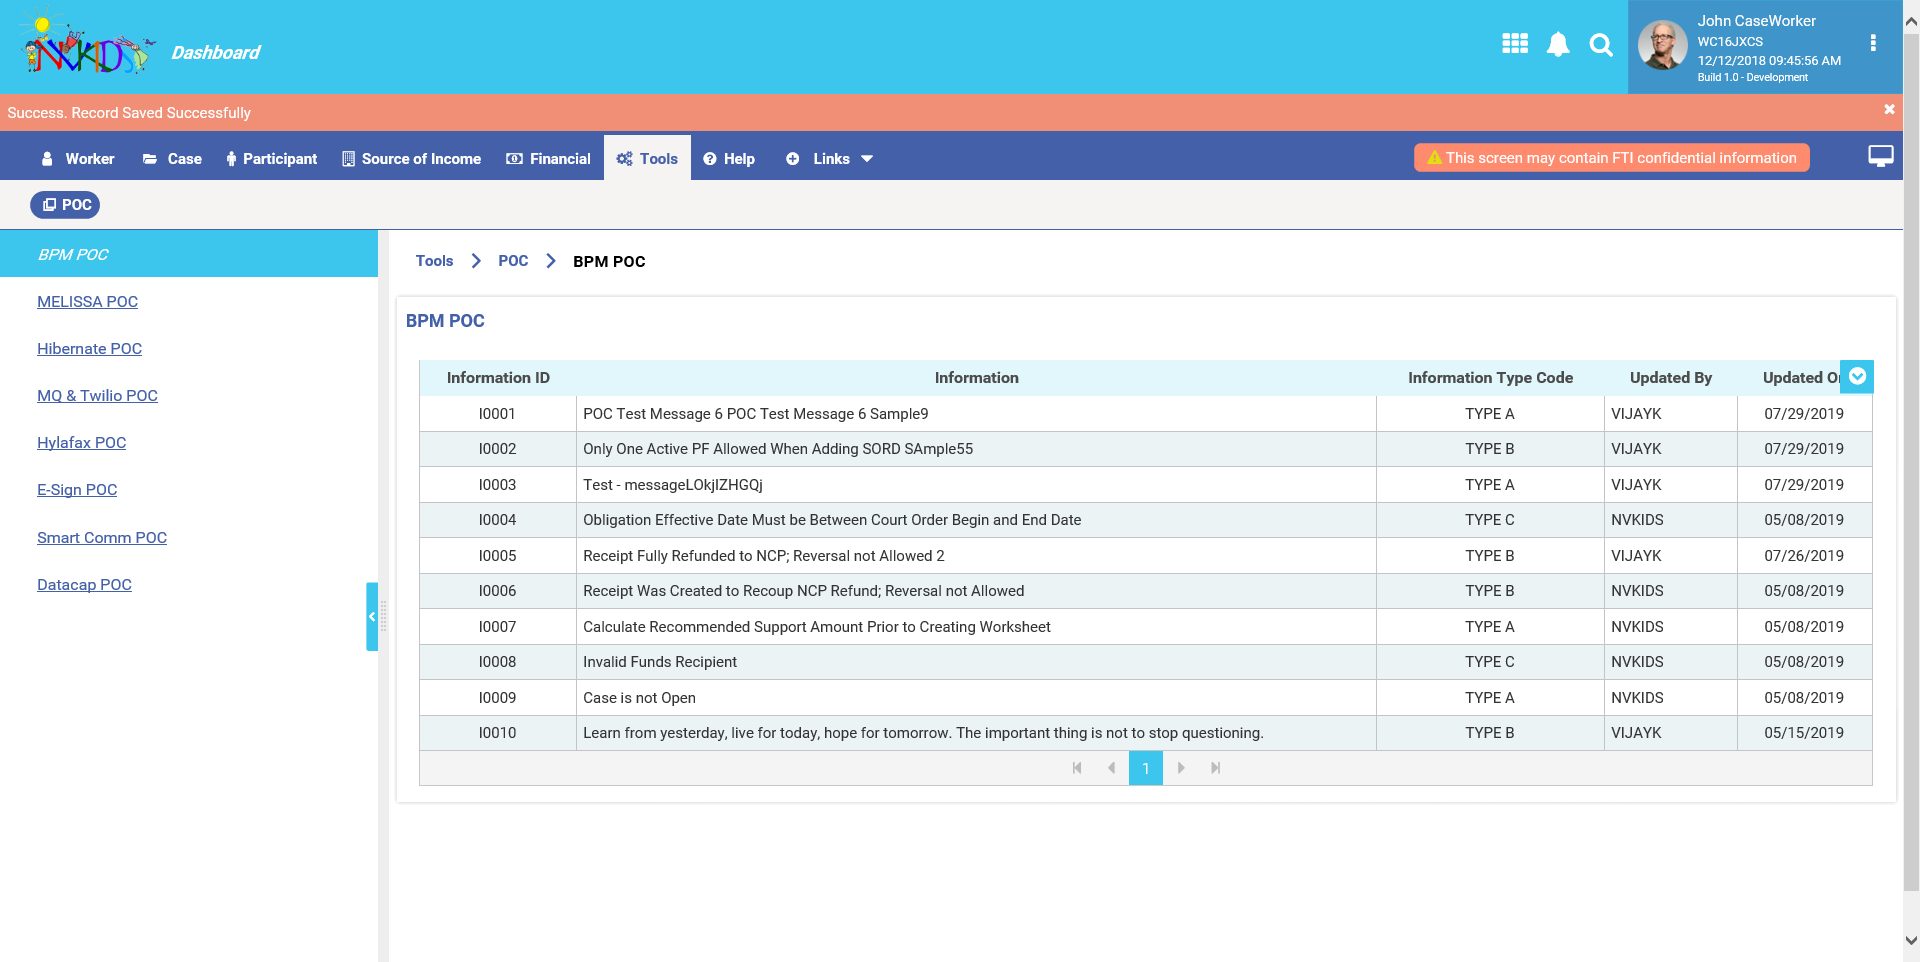 NVKIDS Dashboard
John CaseWorker
WC16JXCS
12/12/2018 09:45:56 AM
Build 1.0 - Development
Success. Record Saved Successfully
Worker Case Participant Source of Income Financial Tools Help Links This screen may contain FTI confidential information
POC
BPM POC
MELISSA POC
Hibernate POC
MQ & Twilio POC
Hylafax POC
E-Sign POC
Smart Comm POC
Datacap POC
Tools POC BPM POC
BPM POC
Information ID Information Information Type Code Updated By Updated
I0001 POC Test Message 6 POC Test Message 6 Sample9 TYPE A VIJAYK 07/29/2019
I0002 Only One Active PF Allowed When Adding SORD SAmple55 TYPE B VIJAYK 07/29/2019
I0003 Test - messageLOkjIZHGQj TYPE A VIJAYK 07/29/2019
I0004 Obligation Effective Date Must be Between Court Order Begin and End Date TYPE C NVKIDS 05/08/2019
I0005 Receipt Fully Refunded to NCP; Reversal not Allowed 2 TYPE B VIJAYK 07/26/2019
I0006 Receipt Was Created to Recoup NCP Refund; Reversal not Allowed TYPE B NVKIDS 05/08/2019
I0007 Calculate Recommended Support Amount Prior to Creating Worksheet TYPE A NVKIDS 05/08/2019
I0008 Invalid Funds Recipient TYPE C NVKIDS 05/08/2019
I0009 Case is not Open TYPE A NVKIDS 05/08/2019
I0010 Learn from yesterday, live for today, hope for tomorrow. The important thing is not to stop questioning. TYPE B VIJAYK 05/15/2019
1